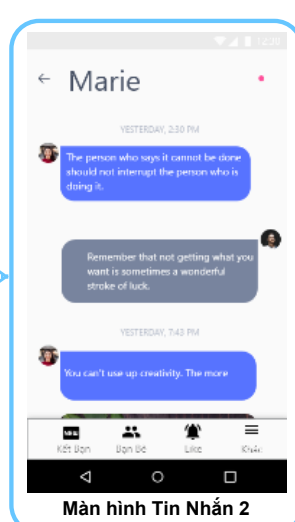 12:30
Marie
YESTERDAY, 2:50 PM
The person who says it cannot be done
should not interrupt the person who is
doing it.
Remember that not getting what you
want is sometimes a wonderful
stroke of luck.
YESTERDAY, 7:43 PM
You can't use up creativity. The more
NEW
Kết Bạn Bạn Bè Like Khác
Màn hình Tin Nhắn 2